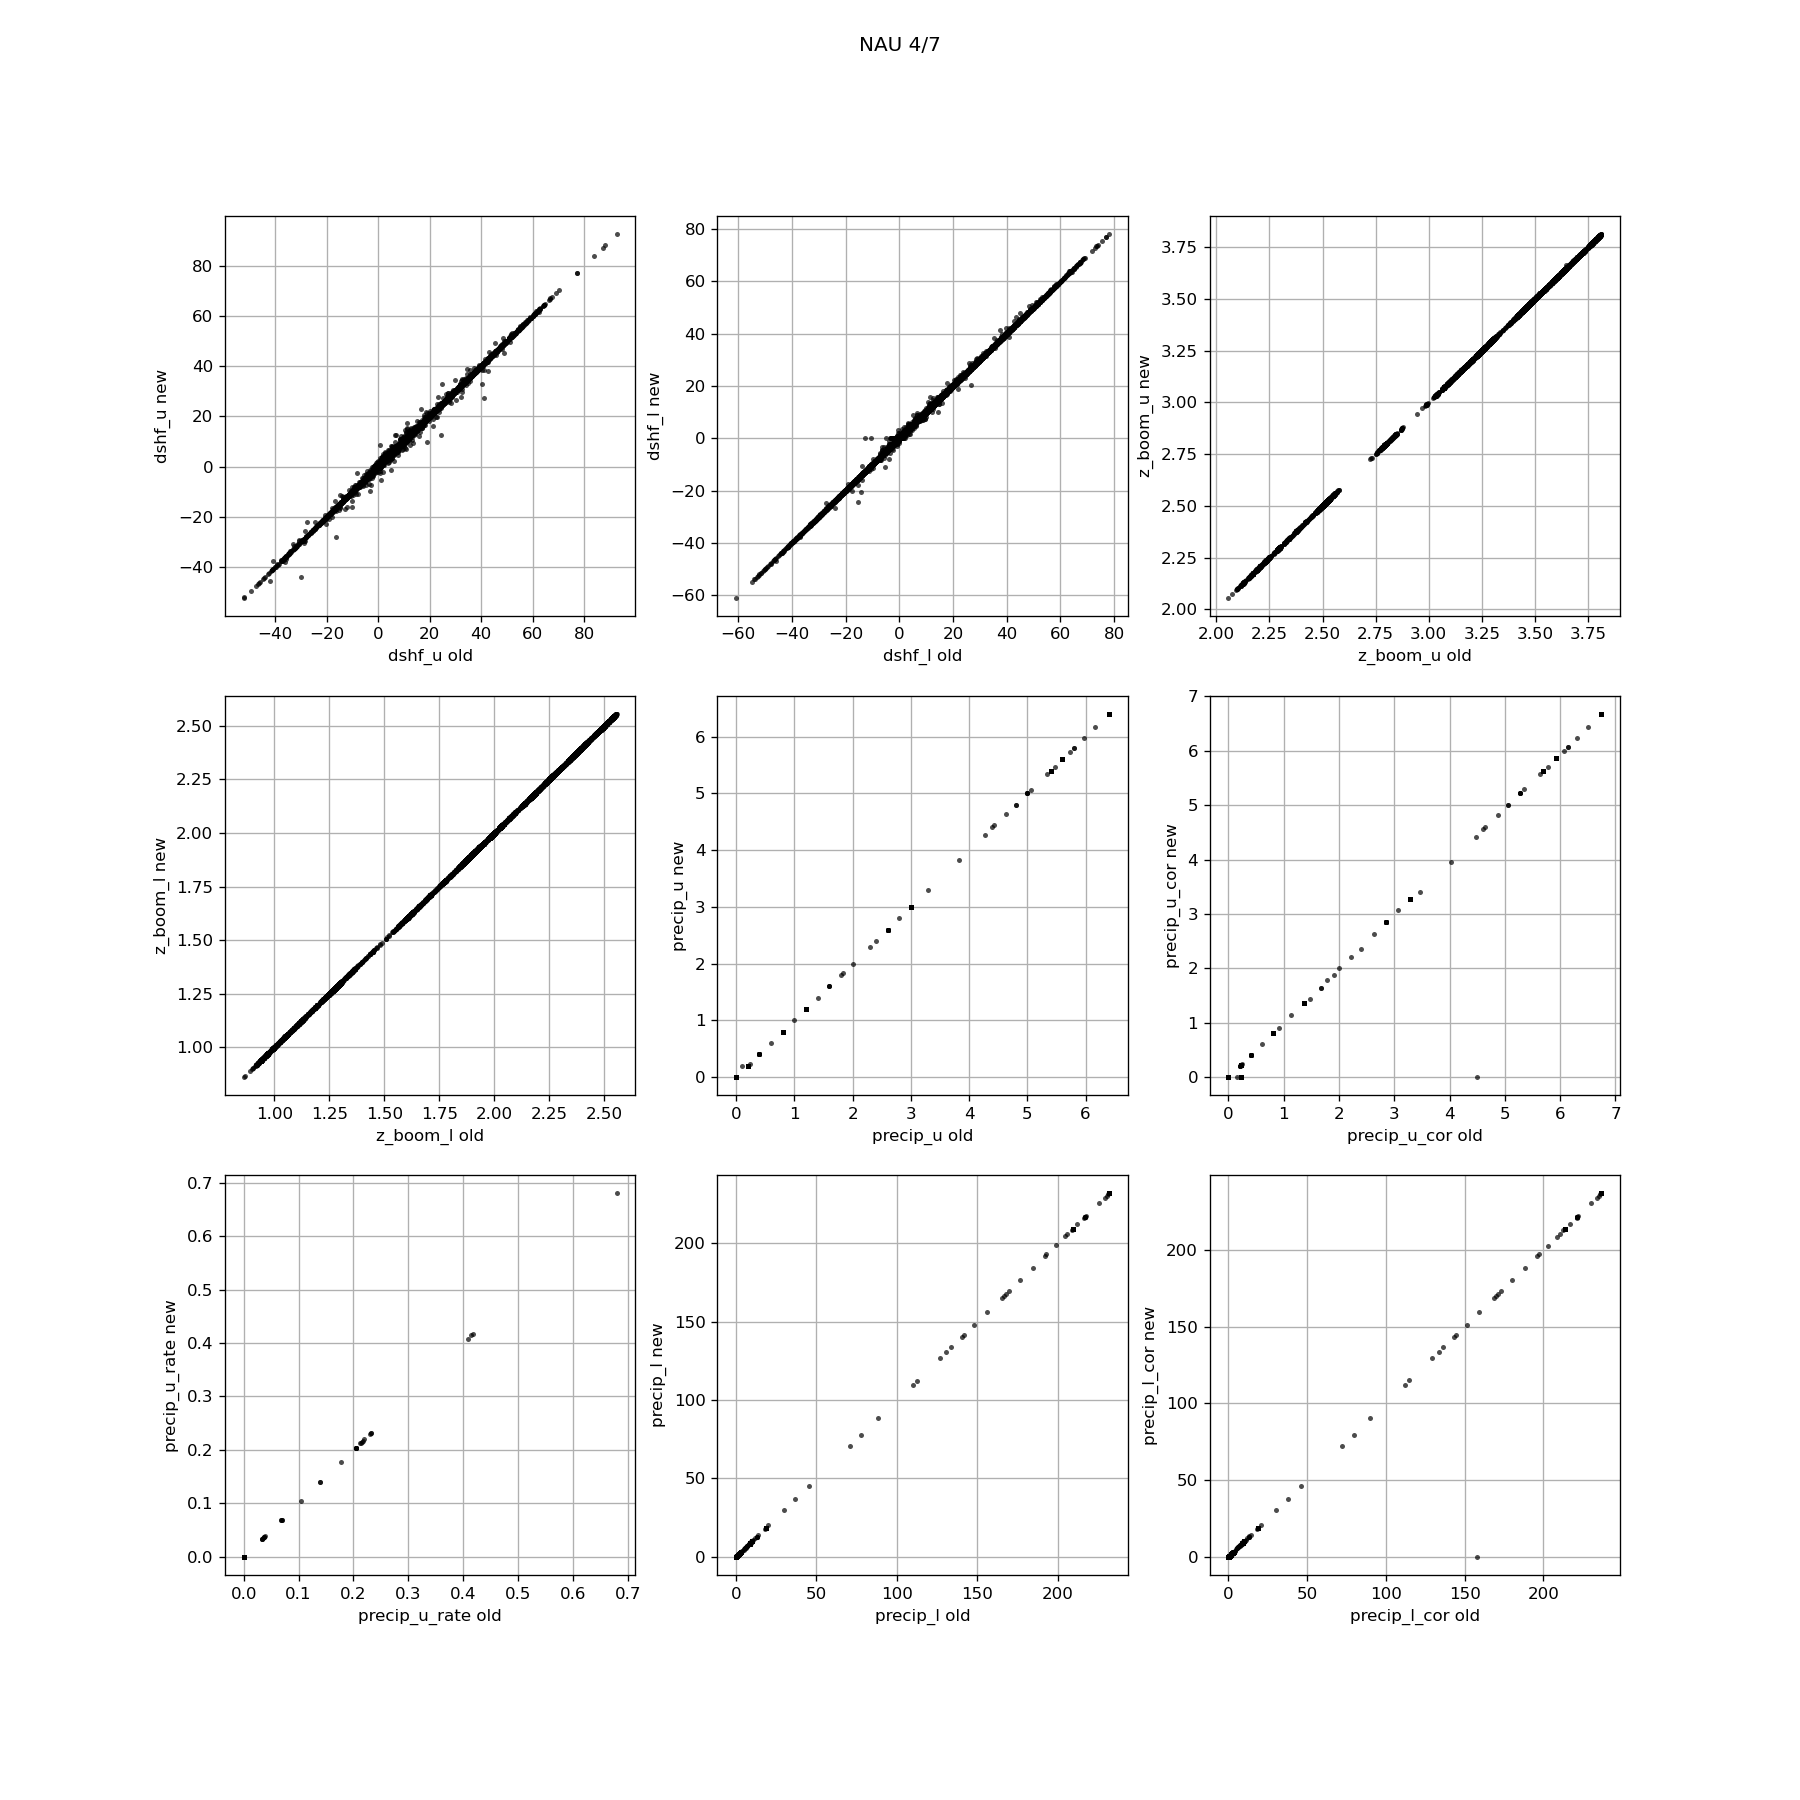 NAU 4/7
dshf_u new
80
60
40
20
0
−20
−40
−40 −20 0 20 40 60 80
dshf_u old
dshf_l new
80
60
40
20
0
−20
−40
−60
−60 −40 −20 0 20 40 60 80
dshf_l old
z_boom_u new
3.75
3.50
3.25
3.00
2.75
2.50
2.25
2.00
2.00 2.25 2.50 2.75 3.00 3.25 3.50 3.75
z_boom_u old
z_boom_l new
2.50
2.25
2.00
1.75
1.50
1.25
1.00
1.00 1.25 1.50 1.75 2.00 2.25 2.50
z_boom_l old
precip_u new
6
5
4
3
2
1
0
0 1 2 3 4 5 6
precip_u old
precip_u_cor new
7
6
5
4
3
2
1
0
0 1 2 3 4 5 6 7
precip_u_cor old
precip_u_rate new
0.7
0.6
0.5
0.4
0.3
0.2
0.1
0.0
0.0 0.1 0.2 0.3 0.4 0.5 0.6 0.7
precip_u_rate old
precip_l new
200
150
100
50
0
0 50 100 150 200
precip_l old
precip_l_cor new
200
150
100
50
0
0 50 100 150 200
precip_l_cor old